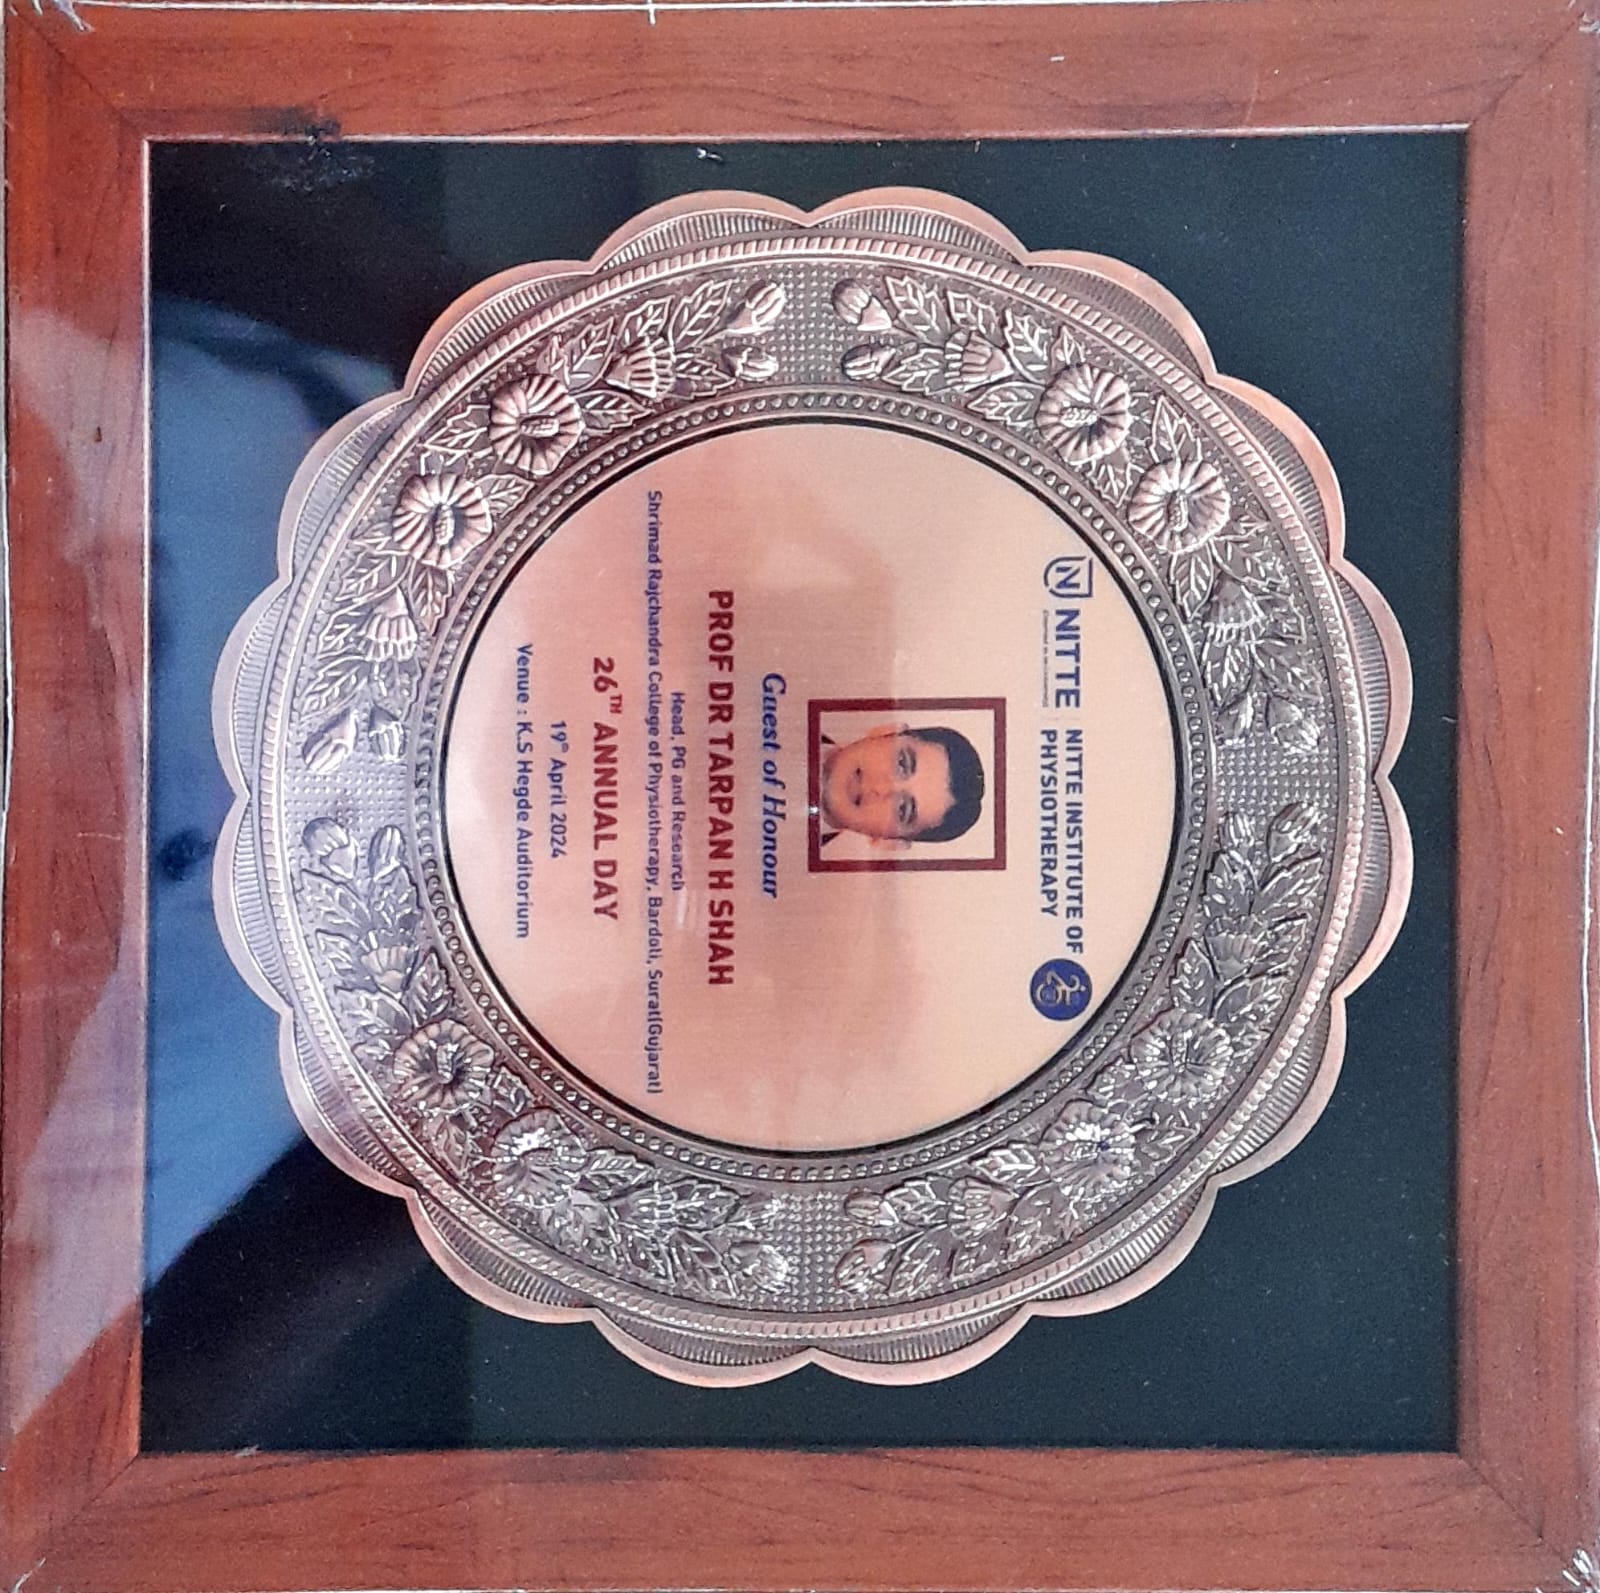 NITTE
NITTE INSTITUTE OF
PHYSIOTHERAPY
Guest of Honour
PROF DR TARPAN H SHAH
Head, PG and Research
Shrimad Rajchandra College of Physiotherapy, Bardoli, Surat(Gujarat)
26TH ANNUAL DAY
19th April 2024
Venue : K.S Hegde Auditorium